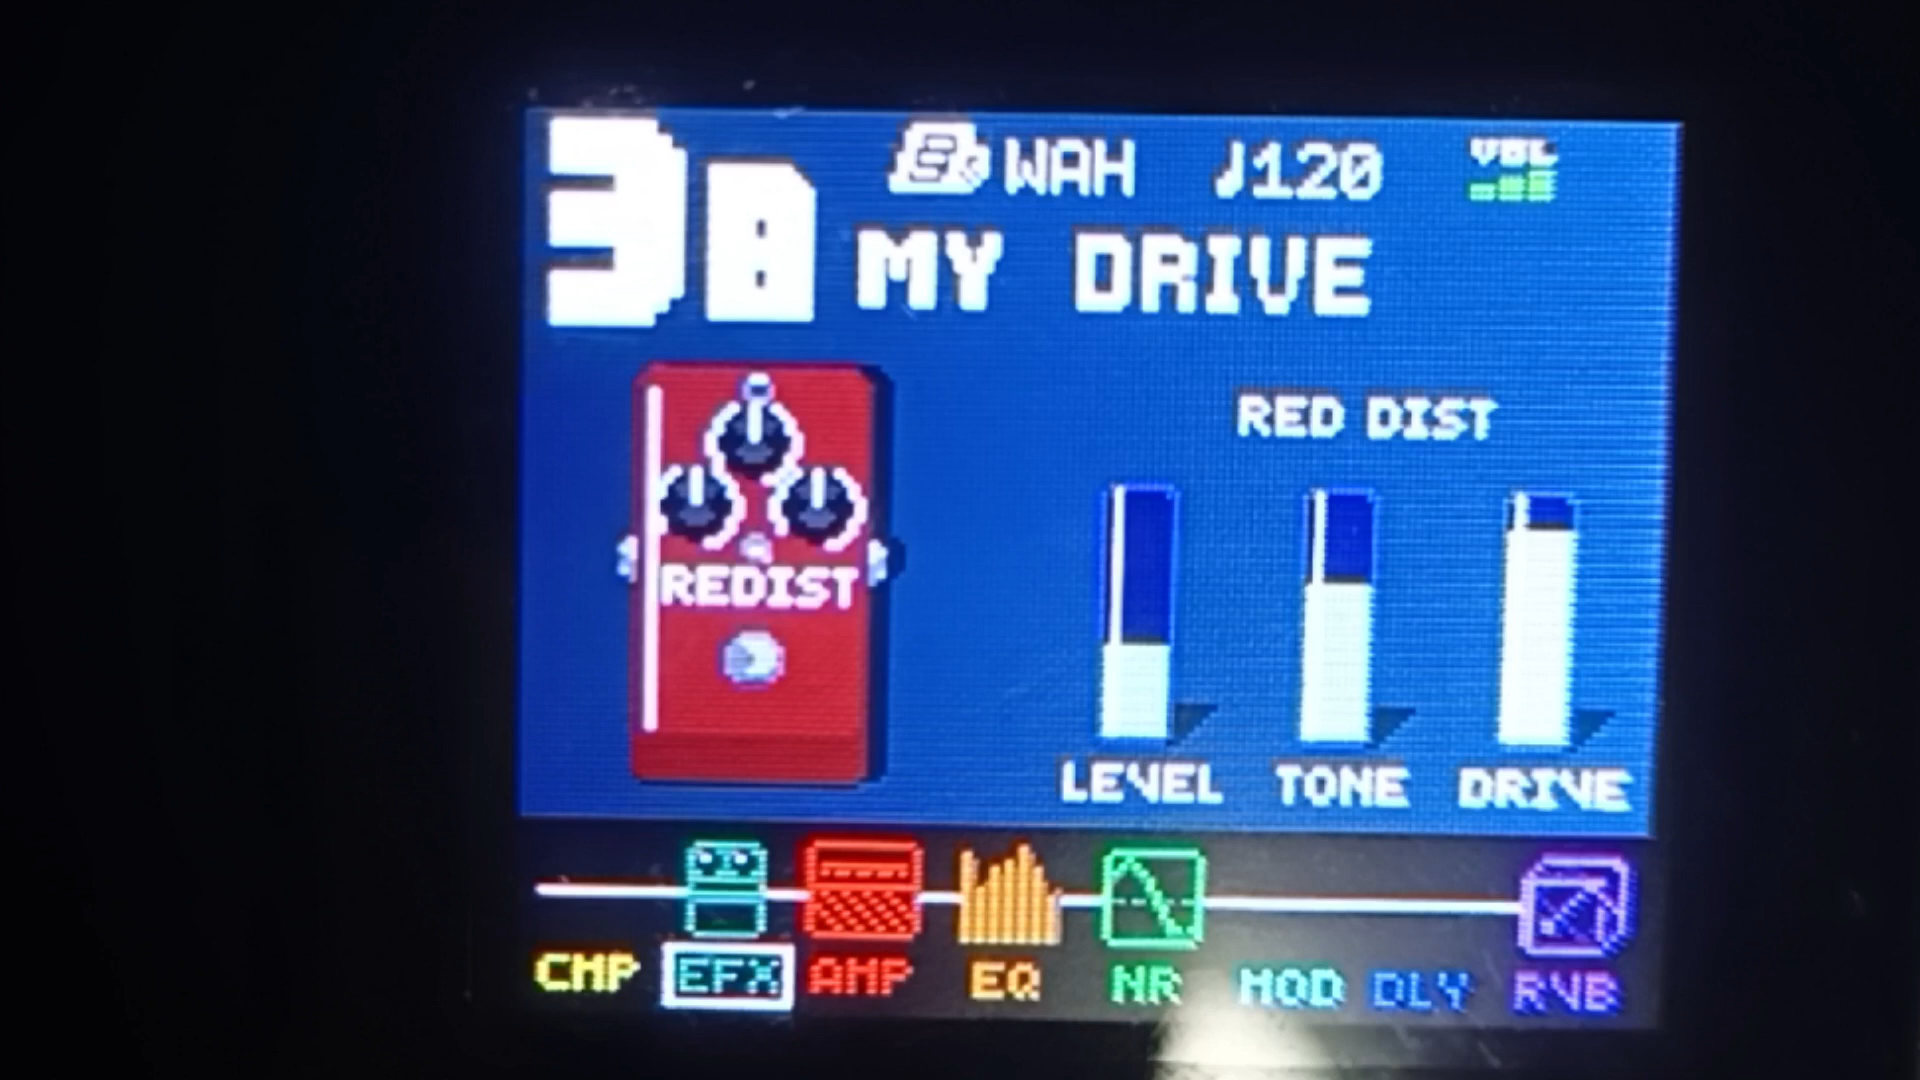 3B WAH ♩120 VOL
MY DRIVE
RED DIST
REDIST
LEVEL TONE DRIVE
CMP EFX AMP EQ NR MOD DLY RVB